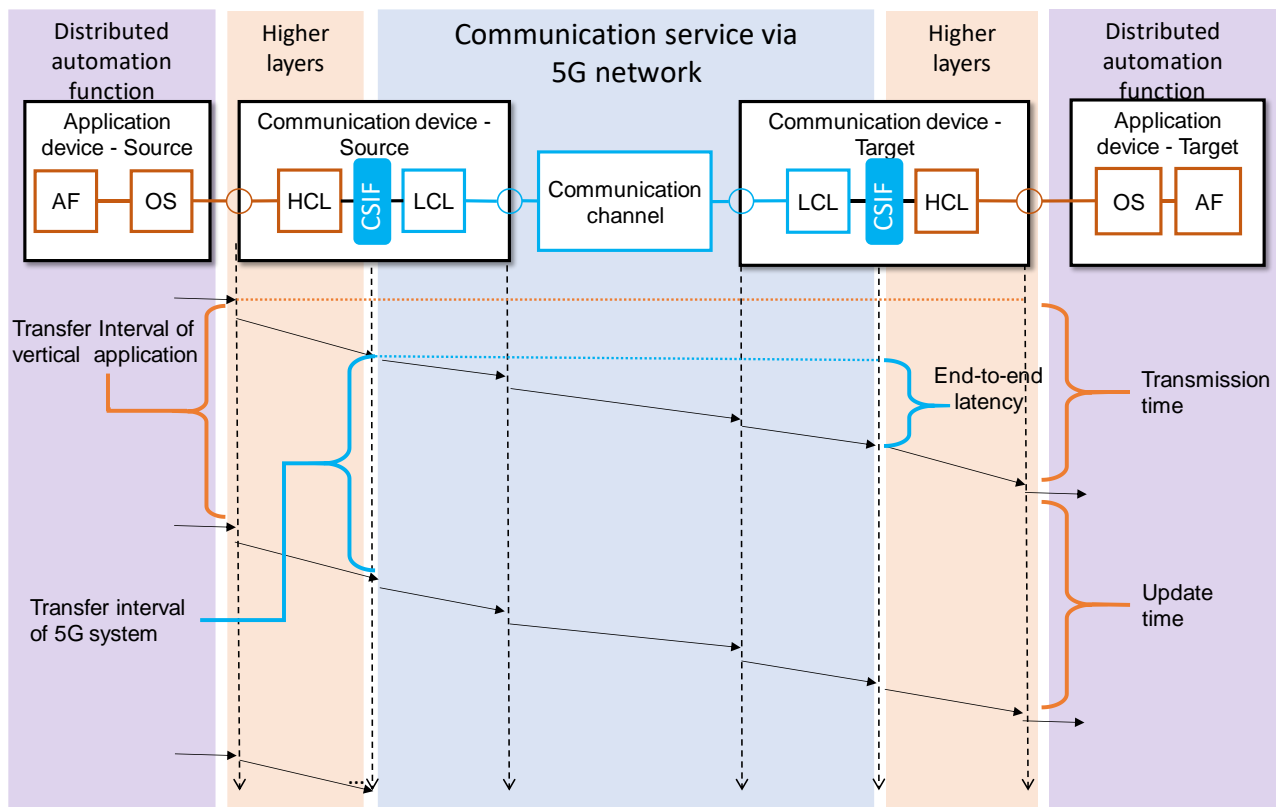 Distributed
automation
function
Higher
layers
Communication service via
5G network
Higher
layers
Distributed
automation
function
Application
device - Source
AF
OS
Communication device -
Source
HCL
CSIF
LCL
Communication
channel
Communication device -
Target
LCL
CSIF
HCL
Application
device - Target
OS
AF
Transfer Interval of
vertical application
End-to-end
latency
Transmission
time
Transfer interval
of 5G system
Update
time
...